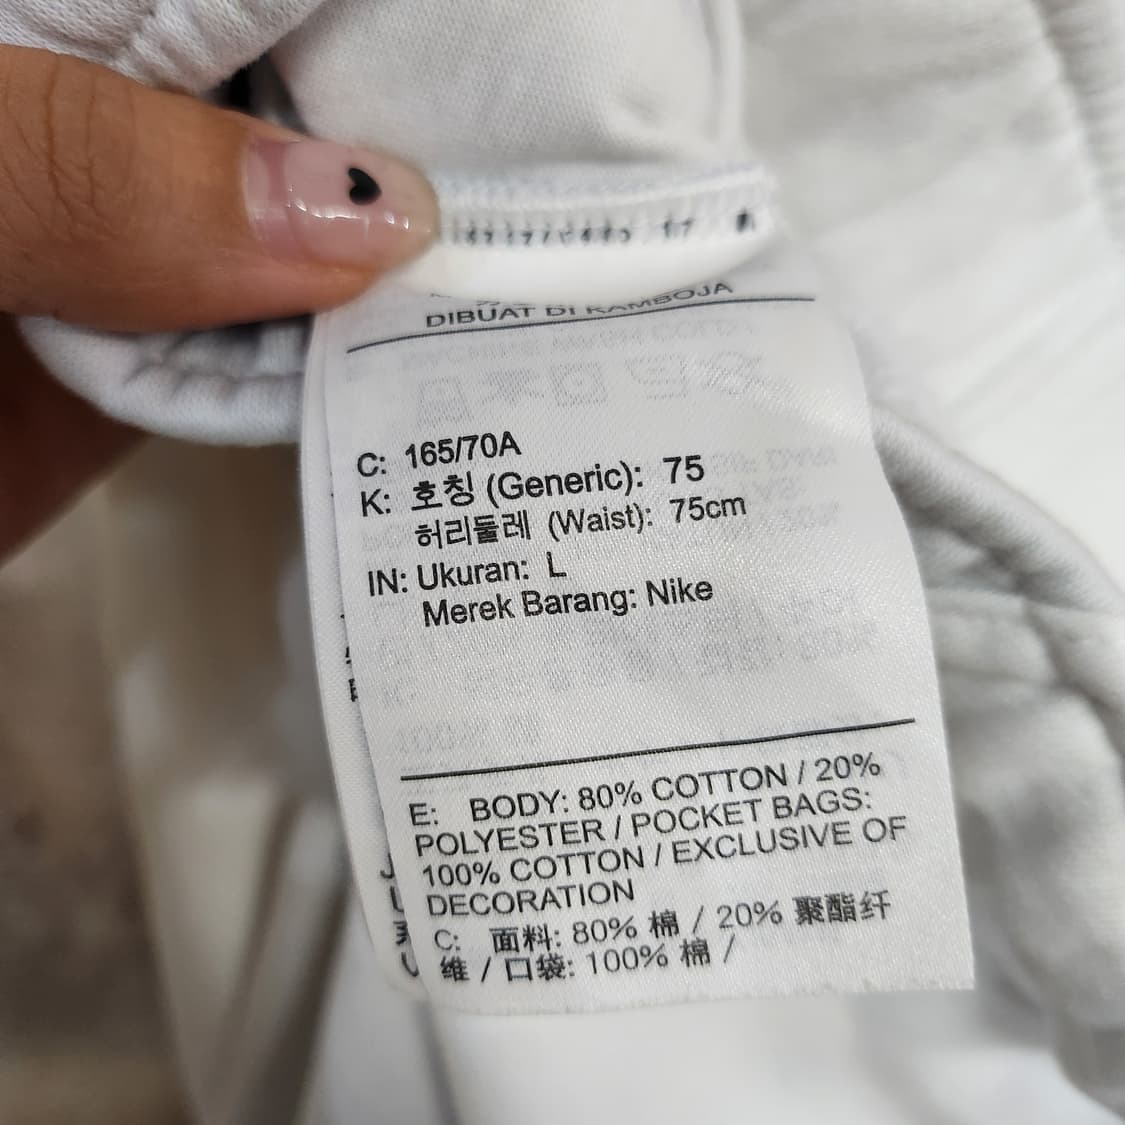 DIBUAT DI KAMBOJA
C: 165/70A
K: 호칭 (Generic): 75
허리둘레 (Waist): 75cm
IN: Ukuran: L
Merek Barang: Nike
E: BODY: 80% COTTON / 20%
POLYESTER / POCKET BAGS:
100% COTTON / EXCLUSIVE OF
DECORATION
C: 面料: 80% 棉 / 20% 聚酯纤
维 / 口袋: 100% 棉 /